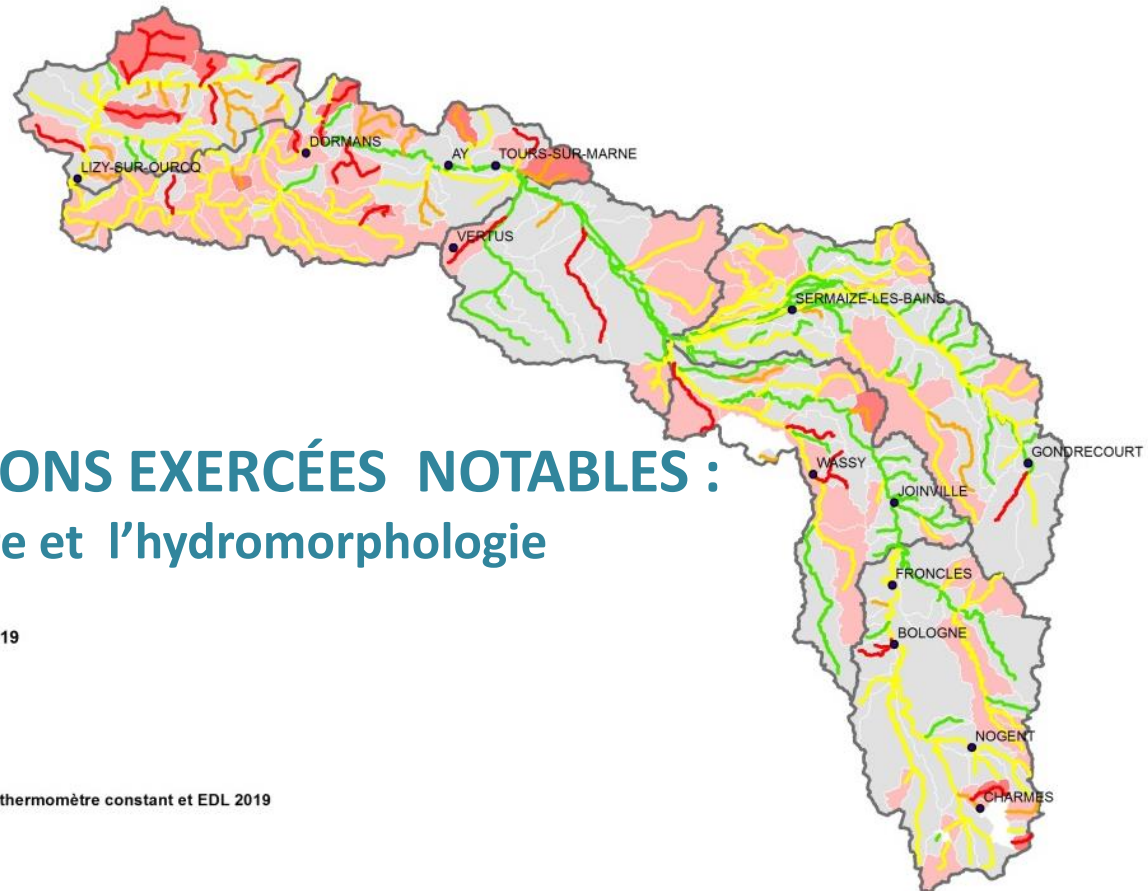 DORMANS
AY
TOURS-SUR-MARNE
LIZY-SUR-OURCQ
VERTUS
SERMAIZE-LES-BAINS
ONS EXERCÉES NOTABLES :
GONDRECOURT
WASSY
JOINVILLE
e et l’hydromorphologie
FRONCLES
19
BOLOGNE
NOGENT
thermomètre constant et EDL 2019
CHARMES